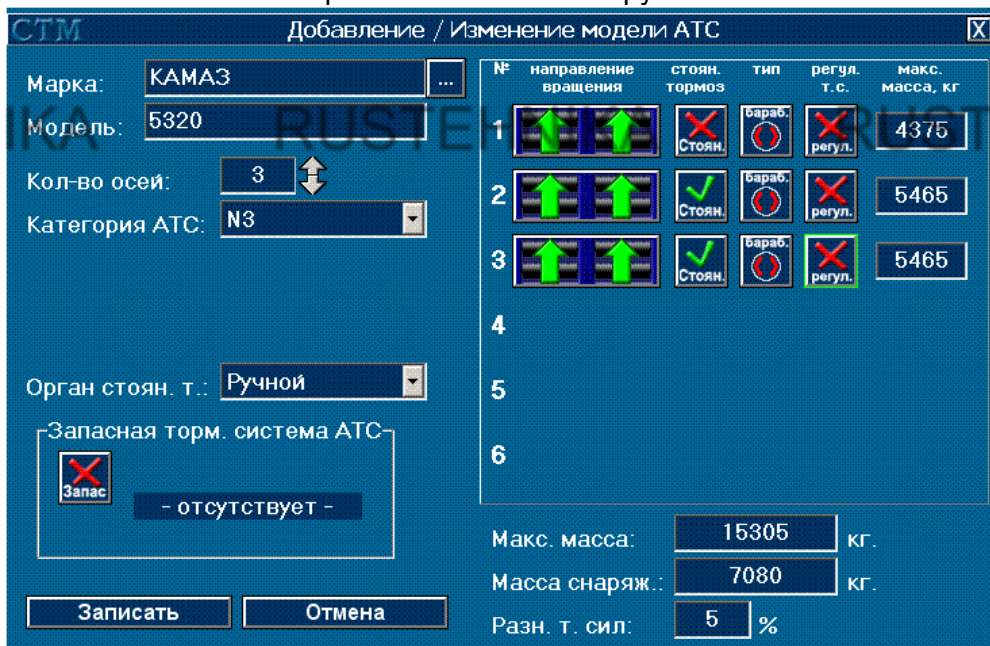 СТМ Добавление / Изменение модели АТС X
Марка: КАМАЗ ...
Модель: 5320
Кол-во осей: 3
Категория АТС: N3
Орган стоян. т.: Ручной
Запасная торм. система АТС
Запас
- отсутствует -
Записать Отмена
№ направление вращения стоян. тормоз тип регул. т.с. макс. масса, кг
1 Стоян. бараб. регул. 4375
2 Стоян. бараб. регул. 5465
3 Стоян. бараб. регул. 5465
4
5
6
Макс. масса: 15305 кг.
Масса снаряж.: 7080 кг.
Разн. т. сил: 5 %
RUSTEHNIKA RUST